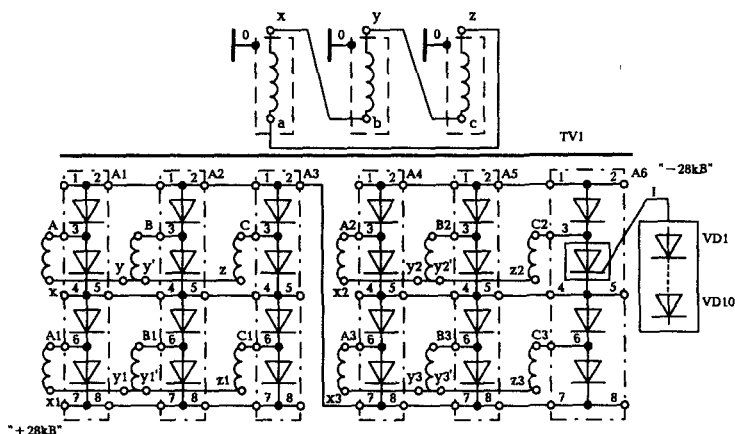 x y z
0 0 0
a b c
TV1
1 2 A1 1 2 A2 1 2 A3 1 2 A4 1 2 A5 1 2 A6 "−28kB"
A 3 B 3 C 3 A2 3 B2 3 C2 3 1 VD1
y y' z y2 y2' z2
x 4 5 4 5 4 5 x2 4 5 4 5 4 5 VD10
A1 6 B1 6 C1 6 A3 6 B3 6 C3 6
y1 y1' z1 y3 y3' z3
x1 7 8 7 8 7 8 x3 7 8 7 8 7 8
"+28kB"